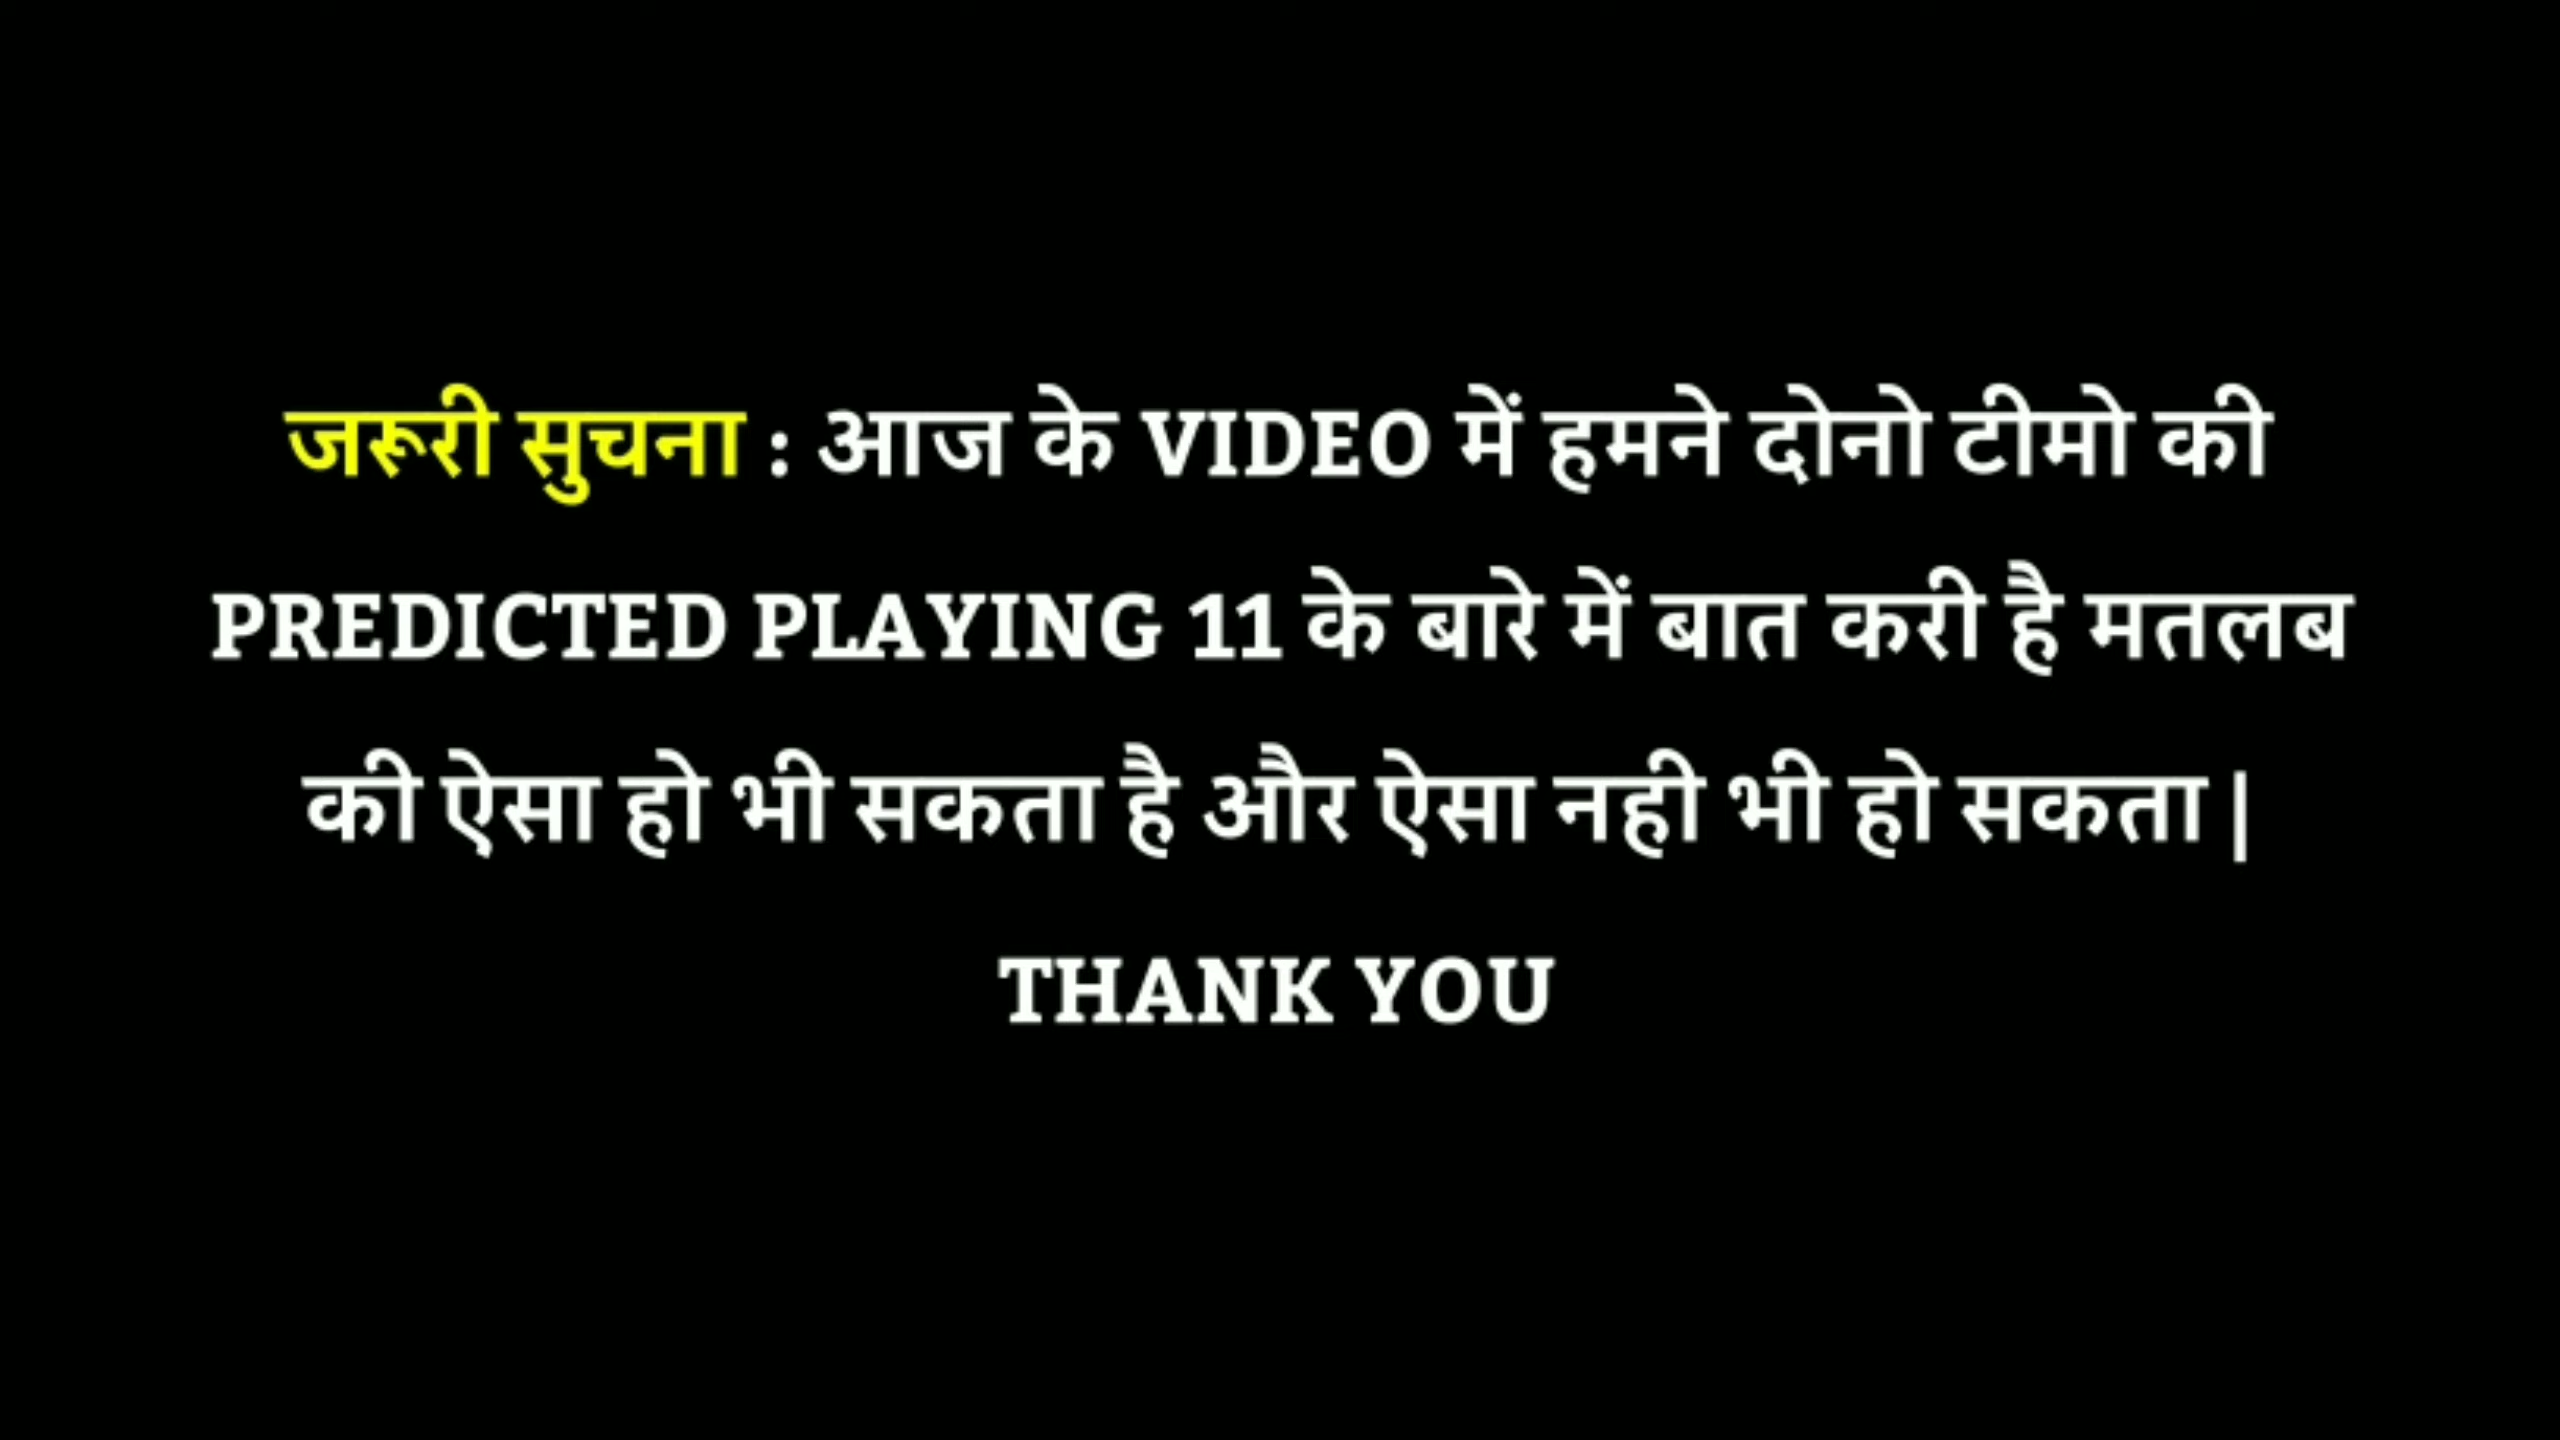 जरूरी सुचना : आज के VIDEO में हमने दोनो टीमो की
PREDICTED PLAYING 11 के बारे में बात करी है मतलब
की ऐसा हो भी सकता है और ऐसा नही भी हो सकता |
THANK YOU